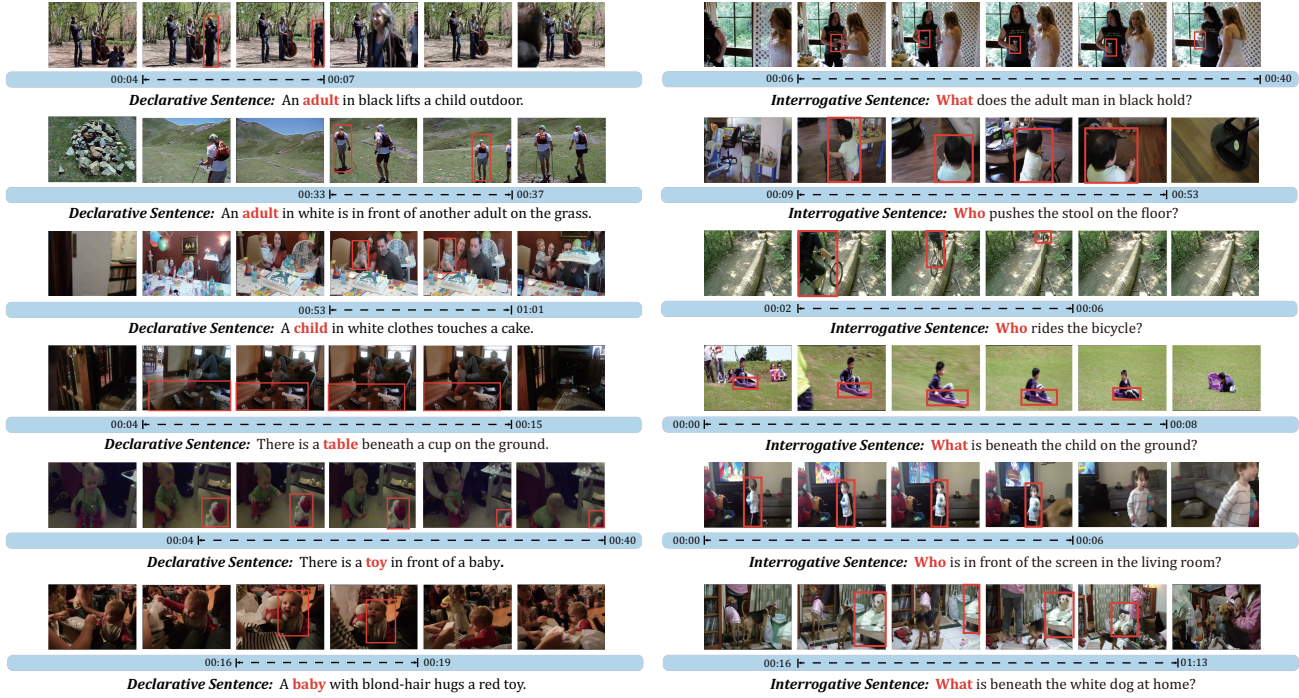 00:04 00:07
Declarative Sentence: An adult in black lifts a child outdoor.
00:33 00:37
Declarative Sentence: An adult in white is in front of another adult on the grass.
00:53 01:01
Declarative Sentence: A child in white clothes touches a cake.
00:04 00:15
Declarative Sentence: There is a table beneath a cup on the ground.
00:04 00:40
Declarative Sentence: There is a toy in front of a baby.
00:16 00:19
Declarative Sentence: A baby with blond-hair hugs a red toy.
00:06 00:40
Interrogative Sentence: What does the adult man in black hold?
00:09 00:53
Interrogative Sentence: Who pushes the stool on the floor?
00:02 00:06
Interrogative Sentence: Who rides the bicycle?
00:00 00:08
Interrogative Sentence: What is beneath the child on the ground?
00:00 00:06
Interrogative Sentence: Who is in front of the screen in the living room?
00:16 01:13
Interrogative Sentence: What is beneath the white dog at home?